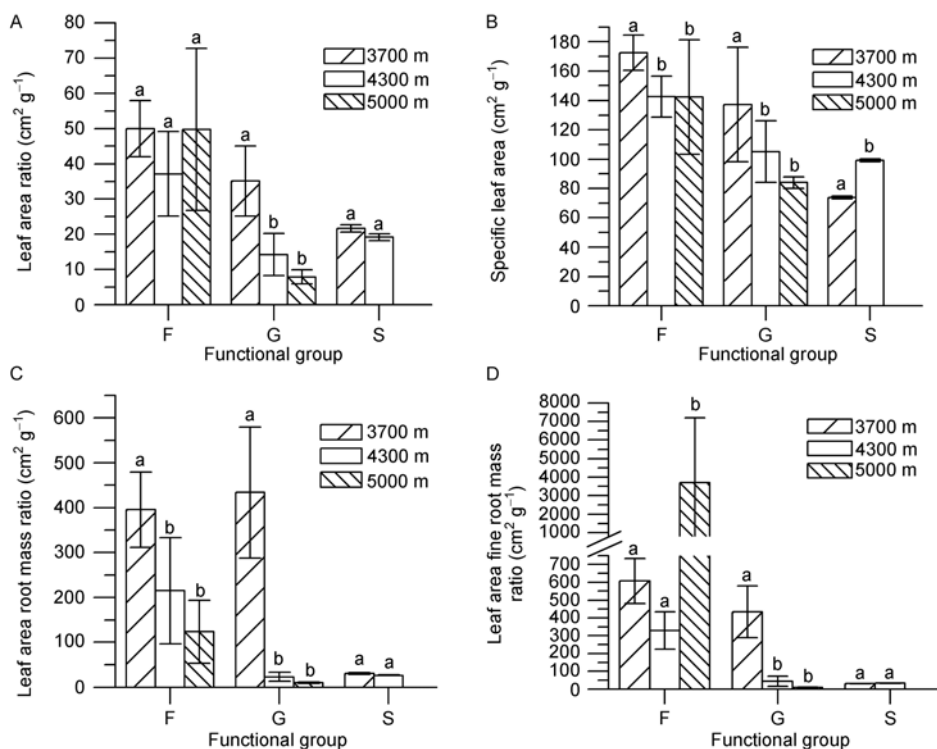 A
Leaf area ratio (cm² g⁻¹)
80
70
60
50
40
30
20
10
0
a
a
a
a
b
b
a
a
3700 m
4300 m
5000 m
F
G
S
Functional group
B
Specific leaf area (cm² g⁻¹)
180
160
140
120
100
80
60
40
20
0
a
b
b
a
b
b
a
b
3700 m
4300 m
5000 m
F
G
S
Functional group
C
Leaf area root mass ratio (cm² g⁻¹)
600
500
400
300
200
100
0
a
b
b
a
b
b
a
a
3700 m
4300 m
5000 m
F
G
S
Functional group
D
Leaf area fine root mass
ratio (cm² g⁻¹)
8000
7000
6000
5000
4000
3000
2000
1000
700
600
500
400
300
200
100
0
a
a
b
a
b
b
a
a
3700 m
4300 m
5000 m
F
G
S
Functional group